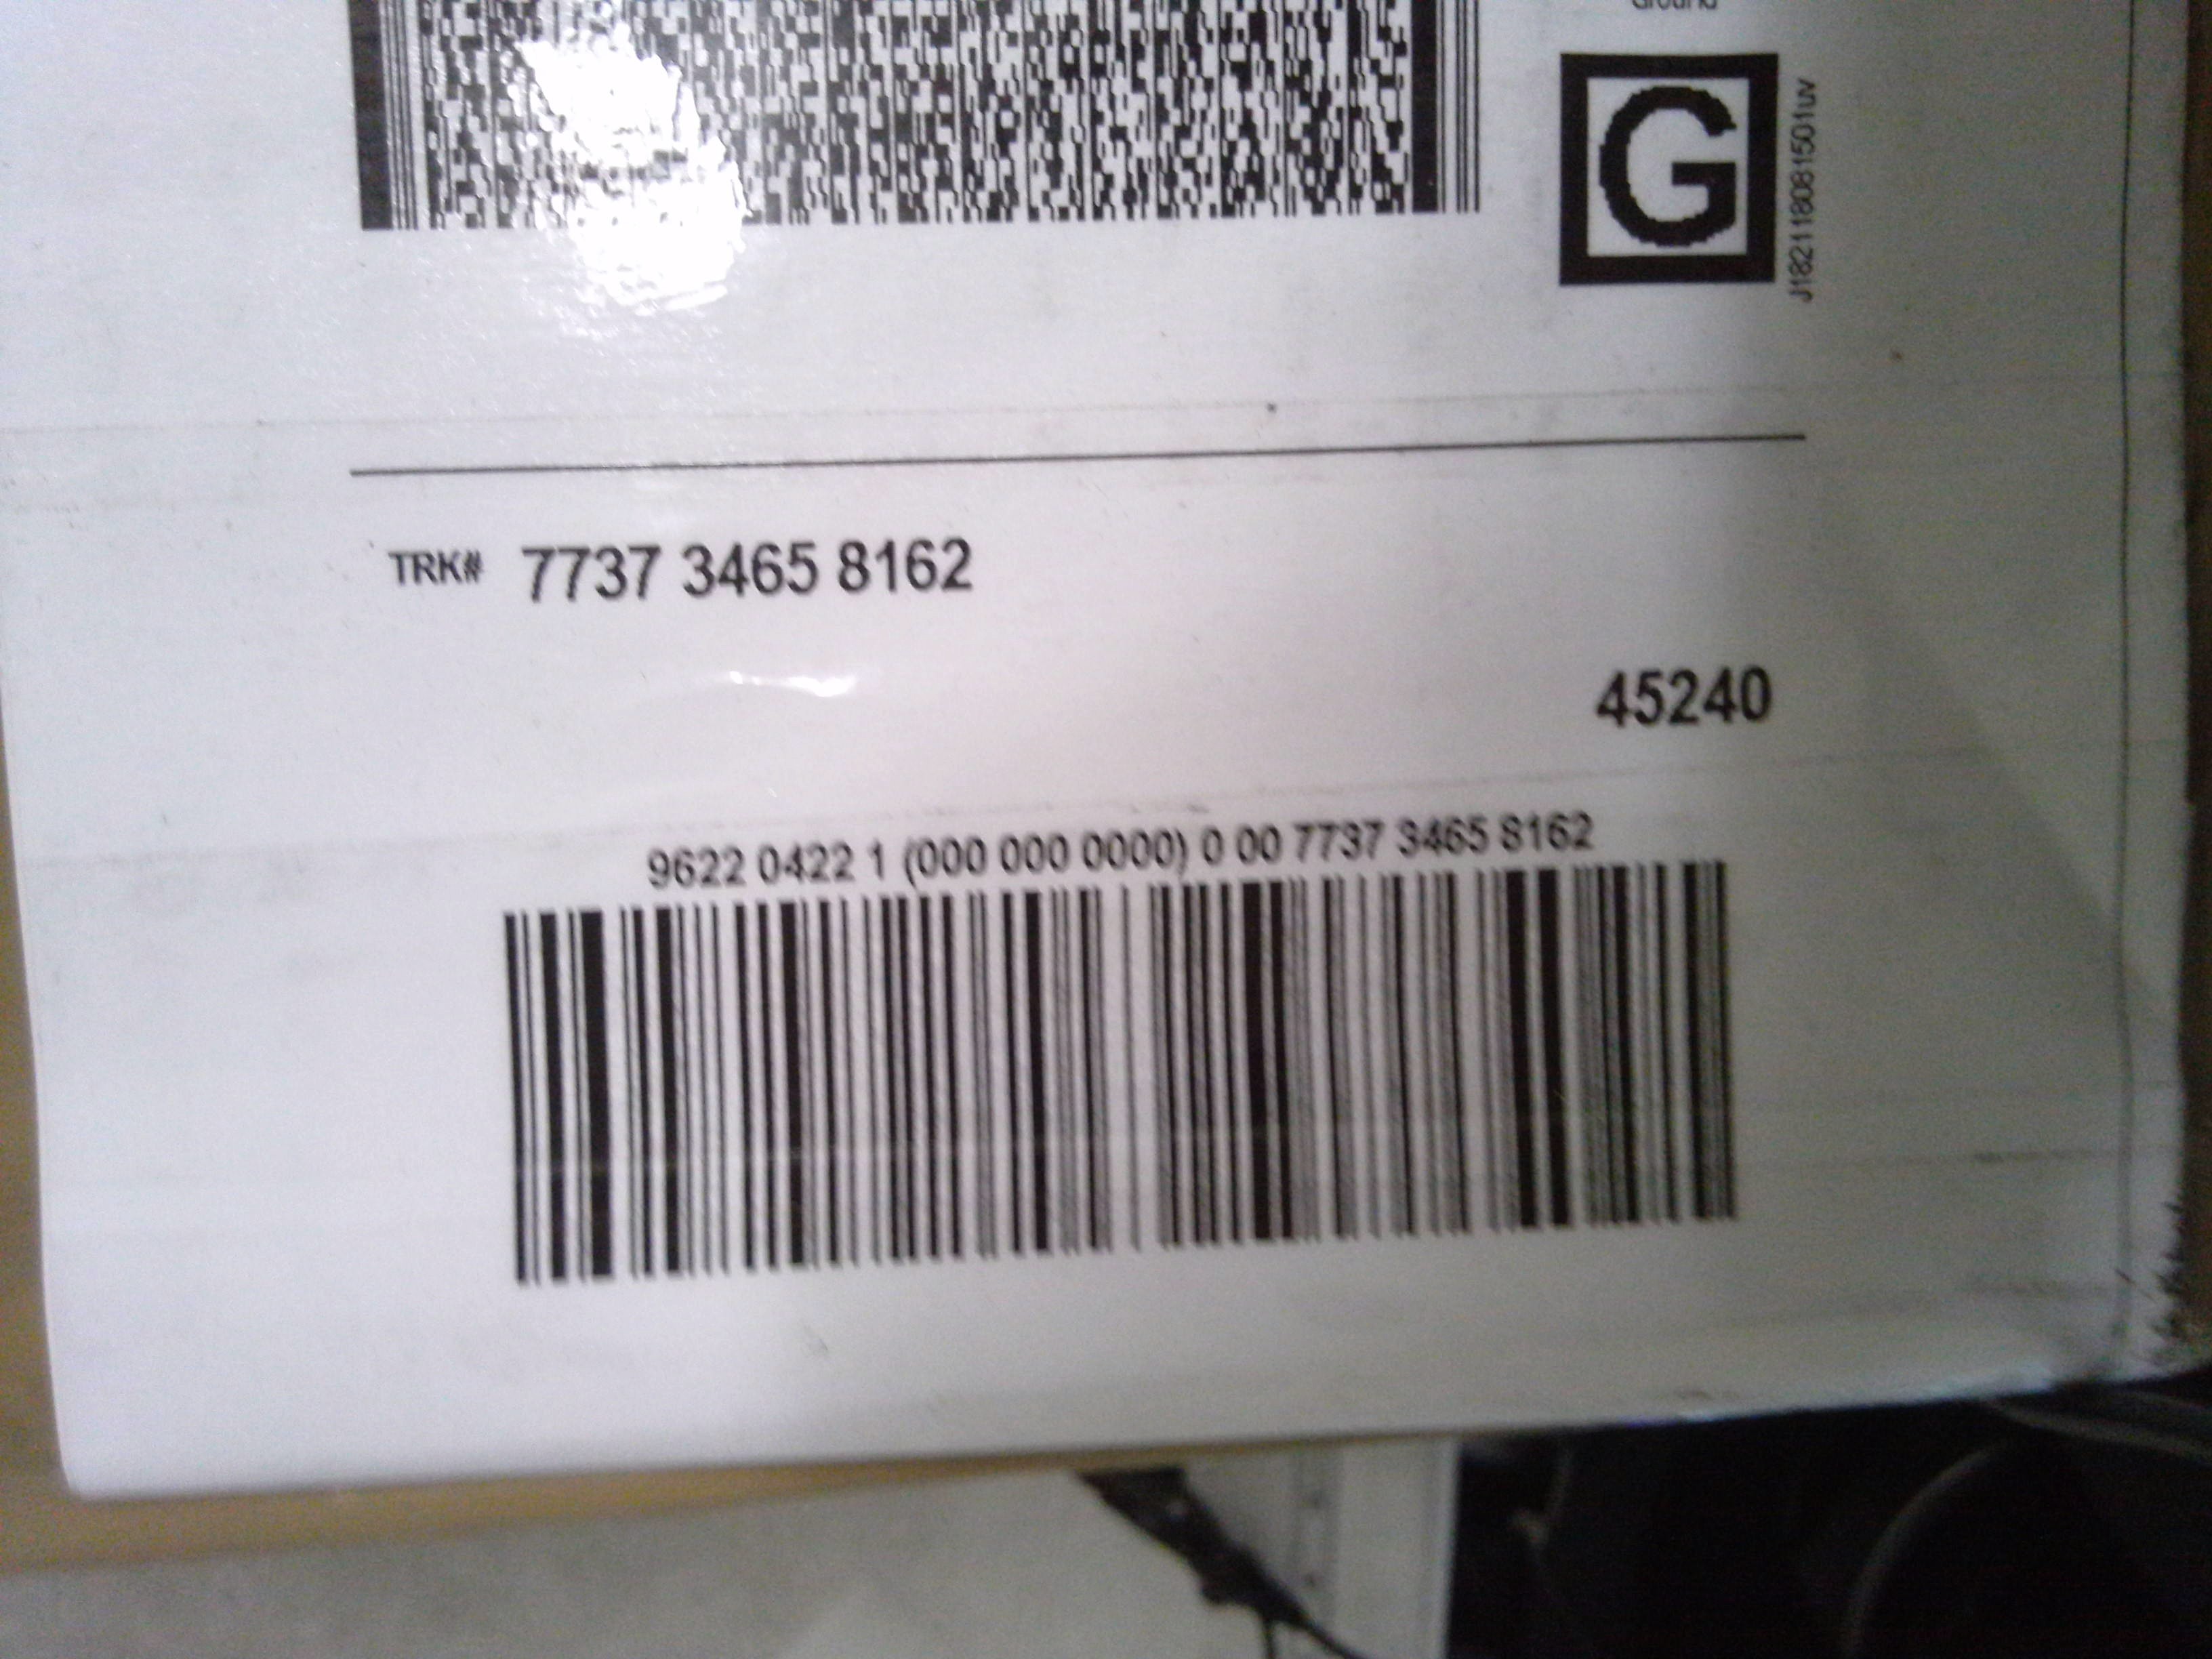 Ground
G
J182118081501uv
TRK# 7737 3465 8162
45240
9622 0422 1 (000 000 0000) 0 00 7737 3465 8162